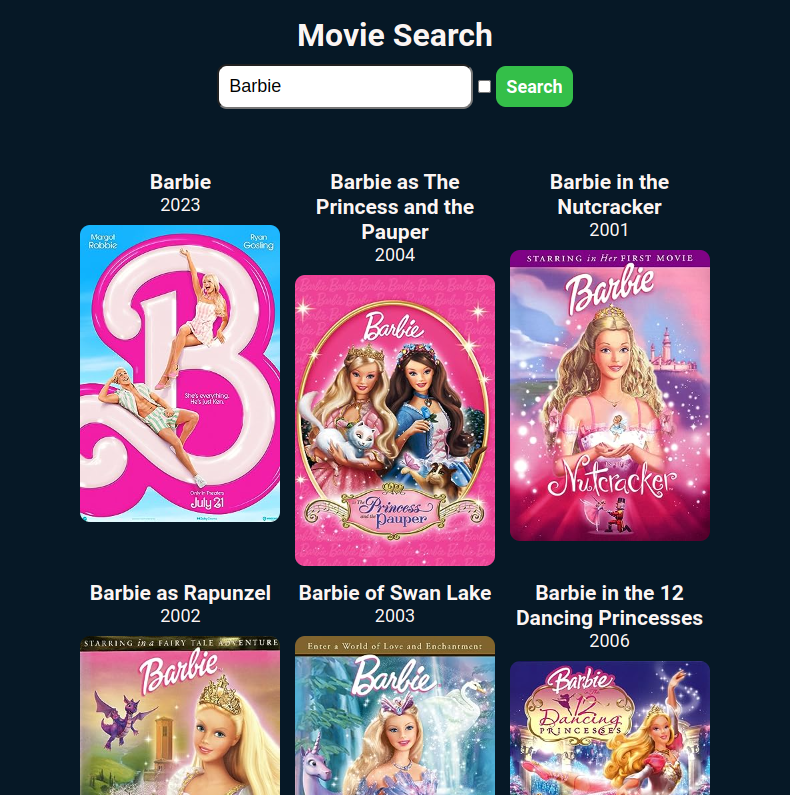 Movie Search
Barbie
Search
Barbie
2023
Margot
Robbie
Ryan
Gosling
She's everything.
He's just Ken.
Only in Theaters
July 21
Barbie as The
Princess and the
Pauper
2004
Barbie
The
Princess
and the
Pauper
Barbie in the
Nutcracker
2001
STARRING in Her FIRST MOVIE
Barbie
Nutcracker
Barbie as Rapunzel
2002
STARRING in a FAIRY TALE ADVENTURE
Barbie
Barbie of Swan Lake
2003
Enter a World of Love and Enchantment
Barbie
Barbie in the 12
Dancing Princesses
2006
Barbie
12
Dancing
PRINCESSES